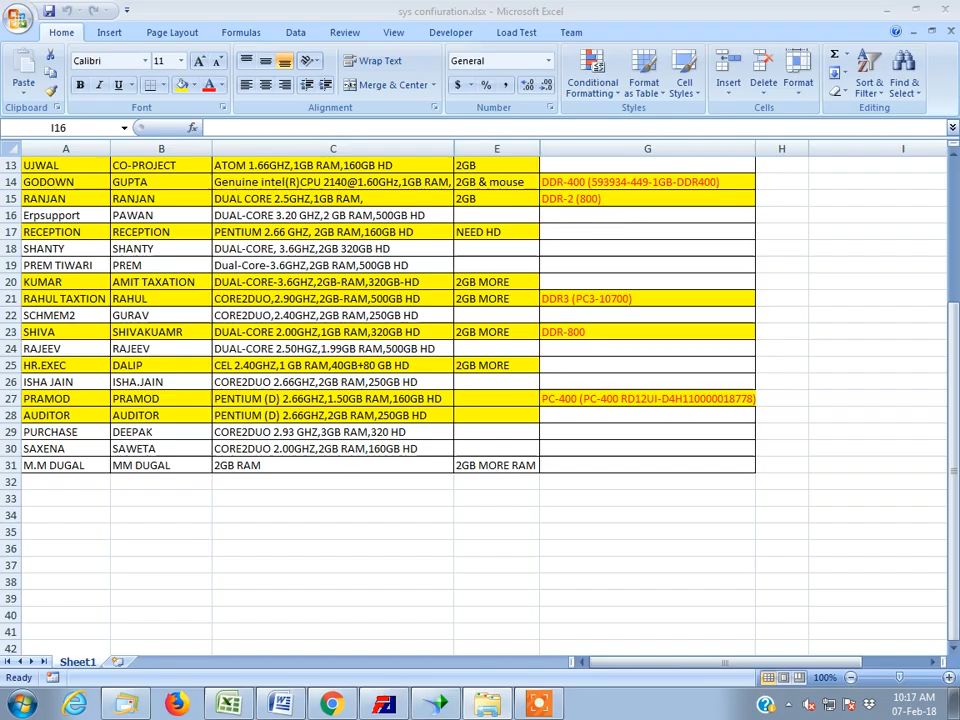 sys confiuration.xlsx - Microsoft Excel
Home Insert Page Layout Formulas Data Review View Developer Load Test Team
Paste Calibri 11 Wrap Text General Conditional Formatting Format as Table Cell Styles Insert Delete Format Sort & Filter Find & Select
B I U Merge & Center $ % ,
Clipboard Font Alignment Number Styles Cells Editing
I16 fx
A B C E G H I
13 UJWAL CO-PROJECT ATOM 1.66GHZ,1GB RAM,160GB HD 2GB
14 GODOWN GUPTA Genuine intel(R)CPU 2140@1.60GHz,1GB RAM, 2GB & mouse DDR-400 (593934-449-1GB-DDR400)
15 RANJAN RANJAN DUAL CORE 2.5GHZ,1GB RAM, 2GB DDR-2 (800)
16 Erpsupport PAWAN DUAL-CORE 3.20 GHZ,2 GB RAM,500GB HD
17 RECEPTION RECEPTION PENTIUM 2.66 GHZ, 2GB RAM,160GB HD NEED HD
18 SHANTY SHANTY DUAL-CORE, 3.6GHZ,2GB 320GB HD
19 PREM TIWARI PREM Dual-Core-3.6GHZ,2GB RAM,500GB HD
20 KUMAR AMIT TAXATION DUAL-CORE-3.6GHZ,2GB-RAM,320GB-HD 2GB MORE
21 RAHUL TAXTION RAHUL CORE2DUO,2.90GHZ,2GB-RAM,500GB HD 2GB MORE DDR3 (PC3-10700)
22 SCHMEM2 GURAV CORE2DUO,2.40GHZ,2GB RAM,250GB HD
23 SHIVA SHIVAKUAMR DUAL-CORE 2.00GHZ,1GB RAM,320GB HD 2GB MORE DDR-800
24 RAJEEV RAJEEV DUAL-CORE 2.50HGZ,1.99GB RAM,500GB HD
25 HR.EXEC DALIP CEL 2.40GHZ,1 GB RAM,40GB+80 GB HD 2GB MORE
26 ISHA JAIN ISHA.JAIN CORE2DUO 2.66GHZ,2GB RAM,250GB HD
27 PRAMOD PRAMOD PENTIUM (D) 2.66GHZ,1.50GB RAM,160GB HD PC-400 (PC-400 RD12UI-D4H110000018778)
28 AUDITOR AUDITOR PENTIUM (D) 2.66GHZ,2GB RAM,250GB HD
29 PURCHASE DEEPAK CORE2DUO 2.93 GHZ,3GB RAM,320 HD
30 SAXENA SAWETA CORE2DUO 2.00GHZ,2GB RAM,160GB HD
31 M.M DUGAL MM DUGAL 2GB RAM 2GB MORE RAM
32
33
34
35
36
37
38
39
40
41
42
Sheet1
Ready 100%
10:17 AM
07-Feb-18